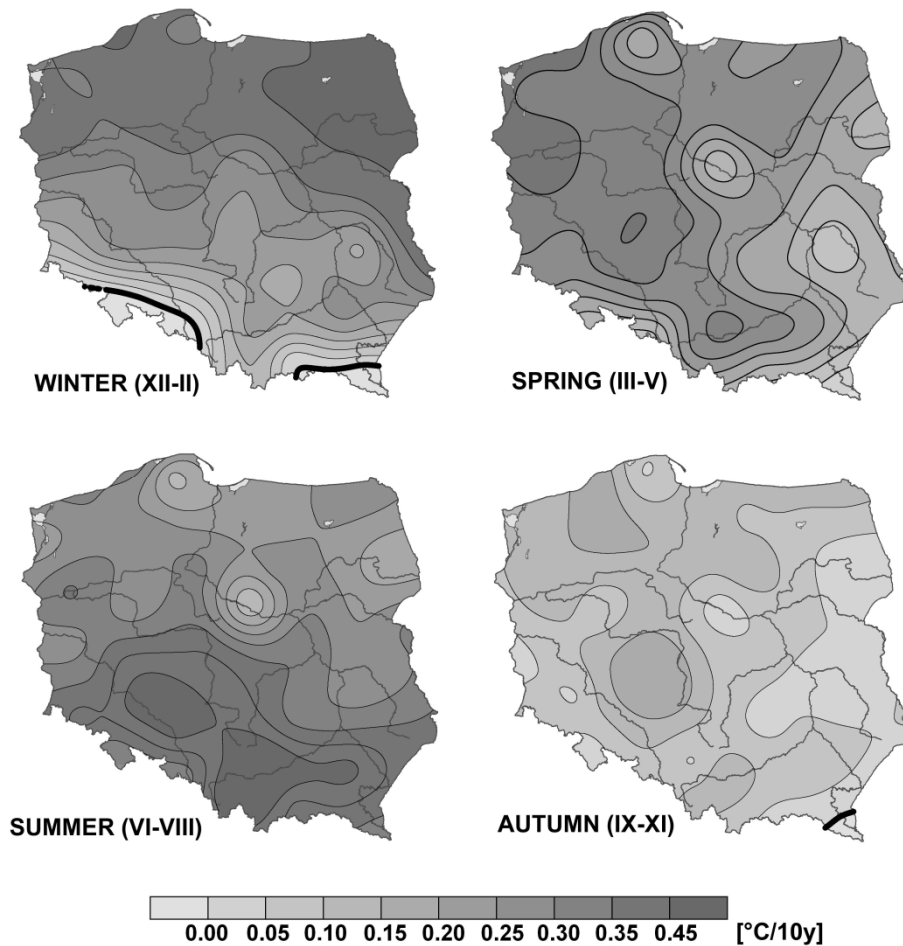 WINTER (XII-II)
SPRING (III-V)
SUMMER (VI-VIII)
AUTUMN (IX-XI)
0.00 0.05 0.10 0.15 0.20 0.25 0.30 0.35 0.45 [°C/10y]